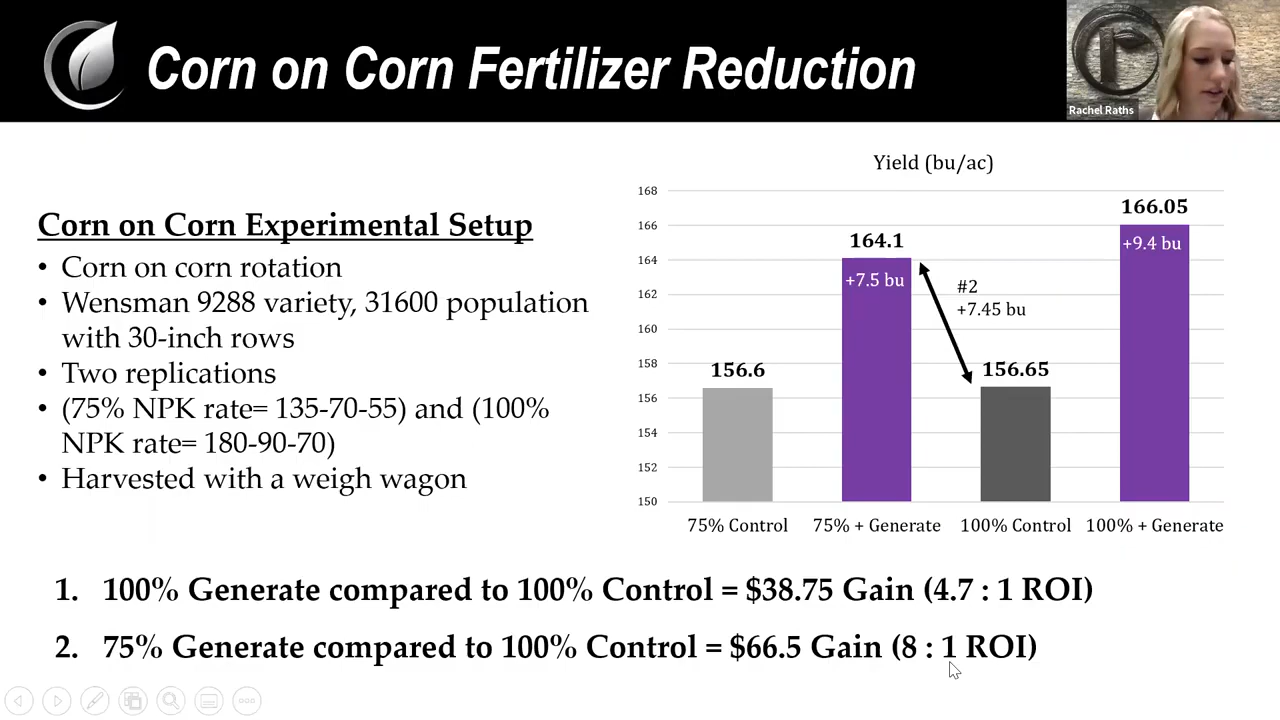 Corn on Corn Fertilizer Reduction
Rachel Raths
Corn on Corn Experimental Setup
• Corn on corn rotation
• Wensman 9288 variety, 31600 population
with 30-inch rows
• Two replications
• (75% NPK rate= 135-70-55) and (100%
NPK rate= 180-90-70)
• Harvested with a weigh wagon
Yield (bu/ac)
168
166
164
162
160
158
156
154
152
150
156.6
164.1
+7.5 bu
#2
+7.45 bu
156.65
166.05
+9.4 bu
75% Control
75% + Generate
100% Control
100% + Generate
1. 100% Generate compared to 100% Control = $38.75 Gain (4.7 : 1 ROI)
2. 75% Generate compared to 100% Control = $66.5 Gain (8 : 1 ROI)